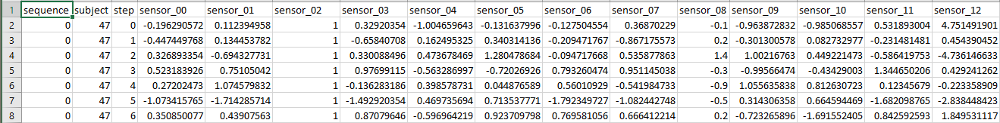 1 sequence subject step sensor_00 sensor_01 sensor_02 sensor_03 sensor_04 sensor_05 sensor_06 sensor_07 sensor_08 sensor_09 sensor_10 sensor_11 sensor_12
2 0 47 0 -0.196290572 0.112394958 1 0.32920354 -1.004659643 -0.131637996 -0.127504554 0.36870229 -0.1 -0.963872832 -0.985068557 0.531893004 4.751491901
3 0 47 1 -0.447449768 0.134453782 1 -0.65840708 0.162495325 0.340314136 -0.209471767 -0.867175573 0.2 -0.301300578 0.082732977 -0.231481481 0.454390452
4 0 47 2 0.326893354 -0.694327731 1 0.330088496 0.473678469 1.280478684 -0.094717668 0.535877863 1.4 1.00216763 0.449221473 -0.586419753 -4.736146633
5 0 47 3 0.523183926 0.75105042 1 0.97699115 -0.563286997 -0.72026926 0.793260474 0.951145038 -0.3 -0.99566474 -0.43429003 1.344650206 0.429241262
6 0 47 4 0.27202473 1.074579832 1 -0.136283186 0.398578731 0.044876589 0.56010929 -0.541984733 -0.9 1.055635838 0.812630723 0.12345679 -0.223358909
7 0 47 5 -1.073415765 -1.714285714 1 -1.492920354 0.469735694 0.713537771 -1.792349727 -1.082442748 -0.5 0.314306358 0.664594469 -1.682098765 -2.838448423
8 0 47 6 0.350850077 0.43907563 1 0.87079646 -0.596964219 0.923709798 0.769581056 0.666412214 0.2 -0.723265896 -1.691552405 0.842592593 1.849531117